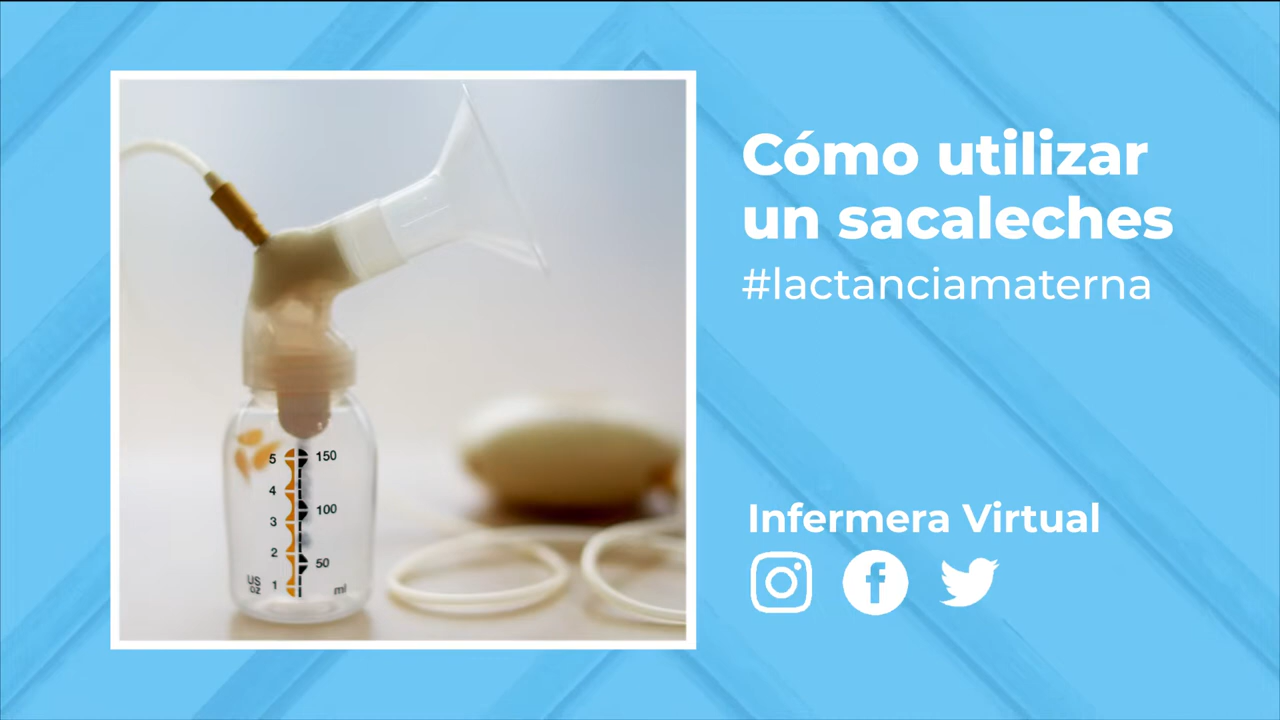 Cómo utilizar
un sacaleches
#lactanciamaterna
5 150
4
100
3
2
50
US
oz
1
ml
Infermera Virtual